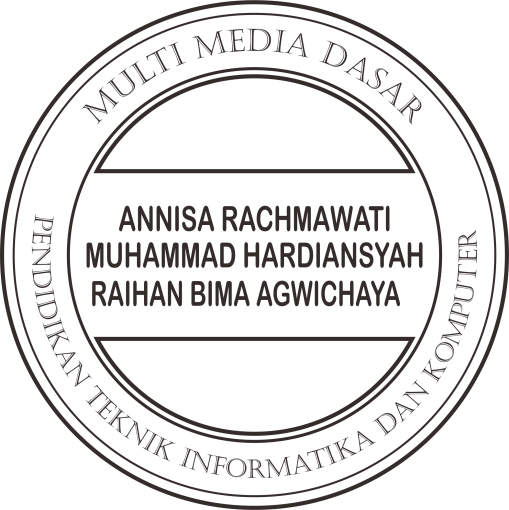 MULTI MEDIA DASAR
ANNISA RACHMAWATI
MUHAMMAD HARDIANSYAH
RAIHAN BIMA AGWICHAYA
PENDIDIKAN TEKNIK INFORMATIKA DAN KOMPUTER